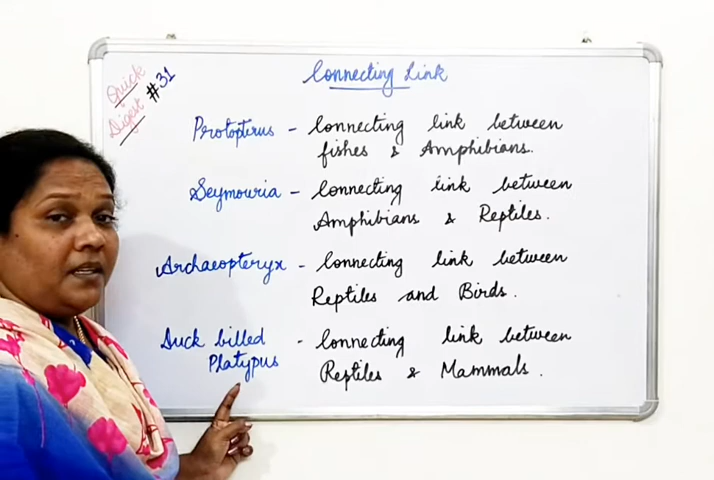 Connecting Link
Quick
Digest #31
Protopterus - Connecting link between
fishes & Amphibians.
Seymouria - Connecting link between
Amphibians & Reptiles.
Archaeopteryx - Connecting link between
Reptiles and Birds.
Duck billed - Connecting link between
Platypus Reptiles & Mammals.